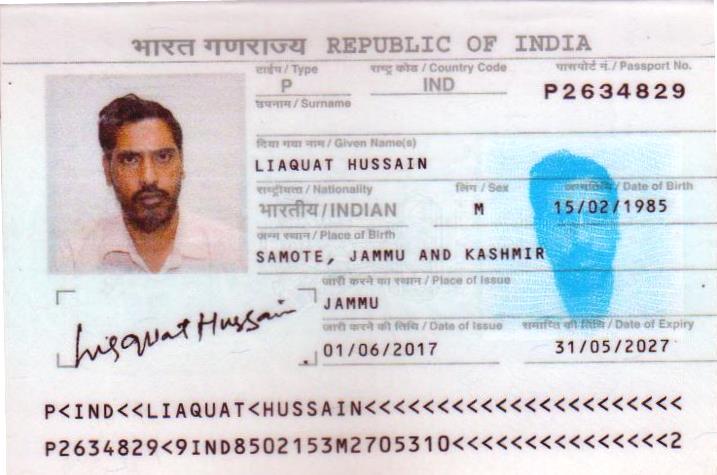 भारत गणराज्य REPUBLIC OF INDIA
टाईप / Type राष्ट्र कोड / Country Code पासपोर्ट नं. / Passport No.
P IND P2634829
उपनाम / Surname
दिया गया नाम / Given Name(s)
LIAQUAT HUSSAIN
राष्ट्रीयता / Nationality लिंग / Sex जन्मतिथि / Date of Birth
भारतीय / INDIAN M 15/02/1985
जन्म स्थान / Place of Birth
SAMOTE, JAMMU AND KASHMIR
जारी करने का स्थान / Place of Issue
JAMMU
जारी करने की तिथि / Date of Issue समाप्ति की तिथि / Date of Expiry
01/06/2017 31/05/2027
Liaquat Hussain
P<IND<<LIAQUAT<HUSSAIN<<<<<<<<<<<<<<<<<<<<<<
P2634829<9IND8502153M2705310<<<<<<<<<<<<<<<2